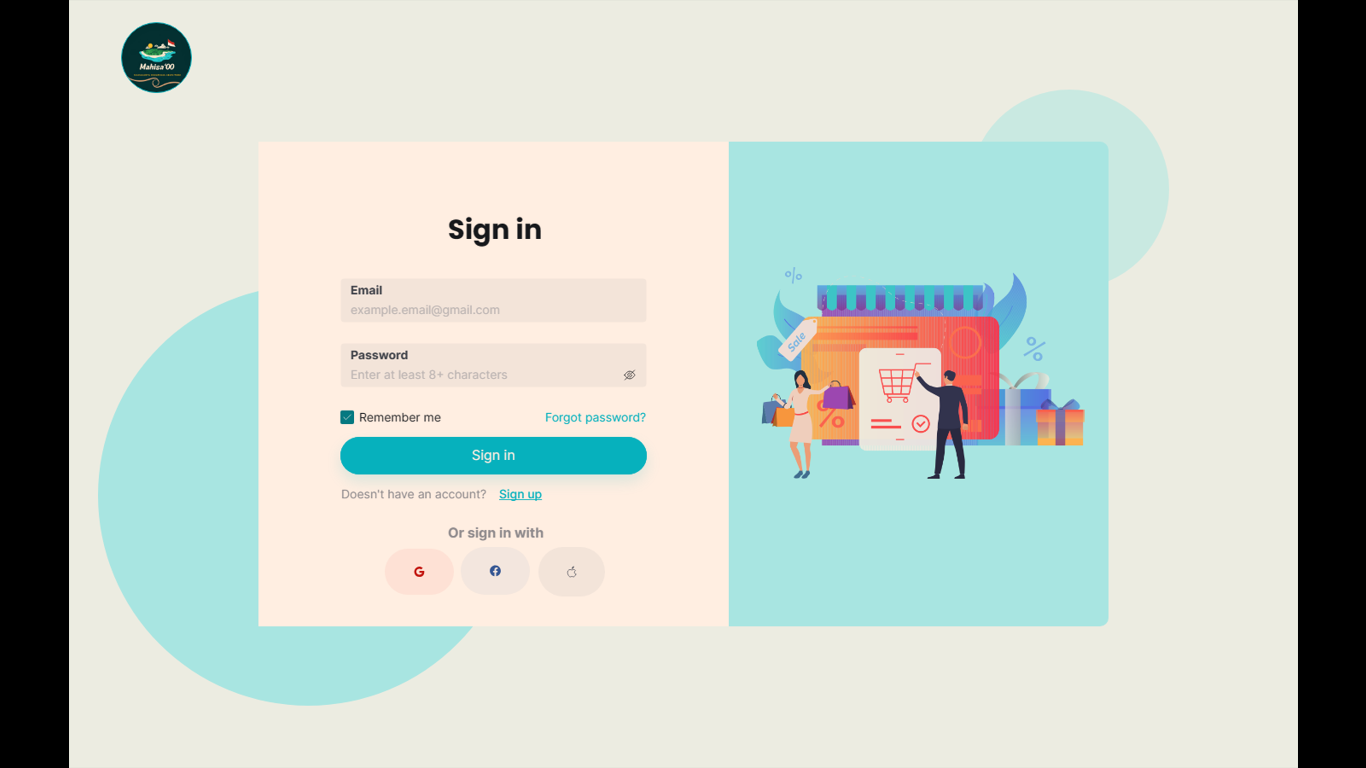 Mahisa'00
Sign in
Email
example.email@gmail.com
Password
Enter at least 8+ characters
Remember me
Forgot password?
Sign in
Doesn't have an account? Sign up
Or sign in with
%
Sale
%
%